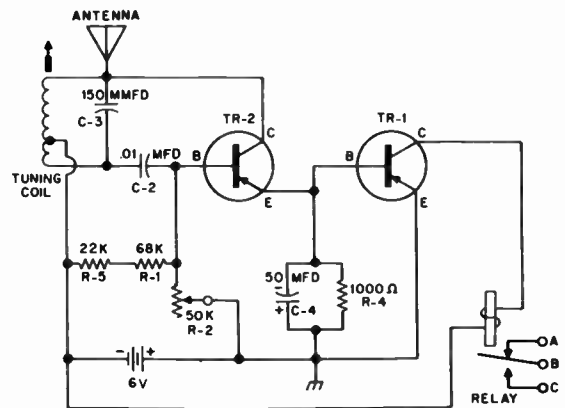 ANTENNA
150 MMFD
C-3
TR-2
TR-1
C
C
.01 MFD
C-2
B
B
TUNING
COIL
E
E
22K
68K
R-5
R-1
50 MFD
-
C-4
+
1000 Ω
R-4
50K
R-2
- +
6V
A
B
C
RELAY